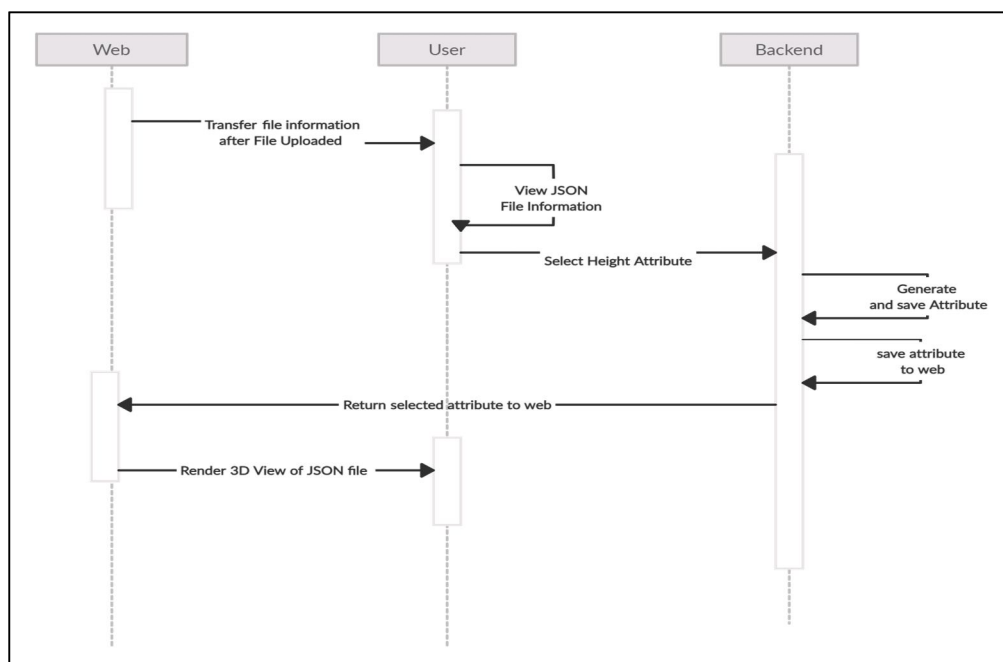 Web
User
Backend
Transfer file information
after File Uploaded
View JSON
File Information
Select Height Attribute
Generate
and save Attribute
save attribute
to web
Return selected attribute to web
Render 3D View of JSON file